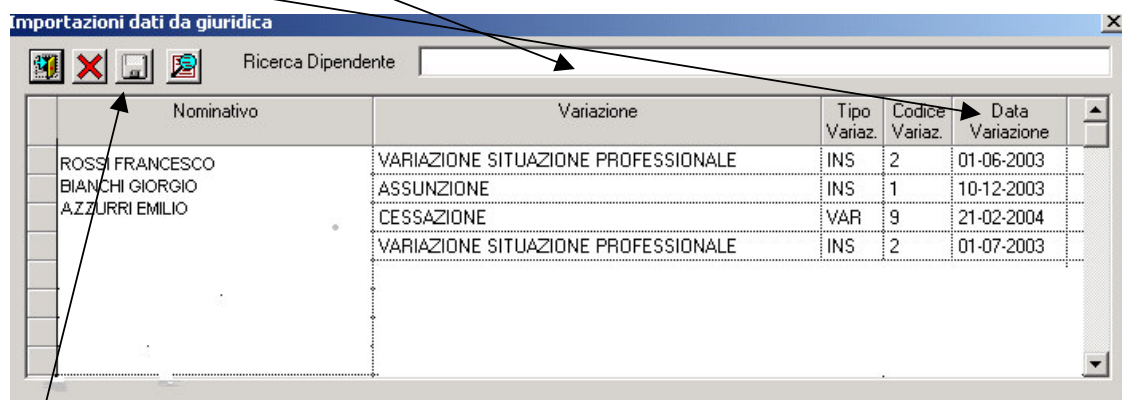 Importazioni dati da giuridica
Ricerca Dipendente
Nominativo Variazione Tipo Variaz. Codice Variaz. Data Variazione
ROSSI FRANCESCO VARIAZIONE SITUAZIONE PROFESSIONALE INS 2 01-06-2003
BIANCHI GIORGIO ASSUNZIONE INS 1 10-12-2003
AZZURRI EMILIO CESSAZIONE VAR 9 21-02-2004
VARIAZIONE SITUAZIONE PROFESSIONALE INS 2 01-07-2003